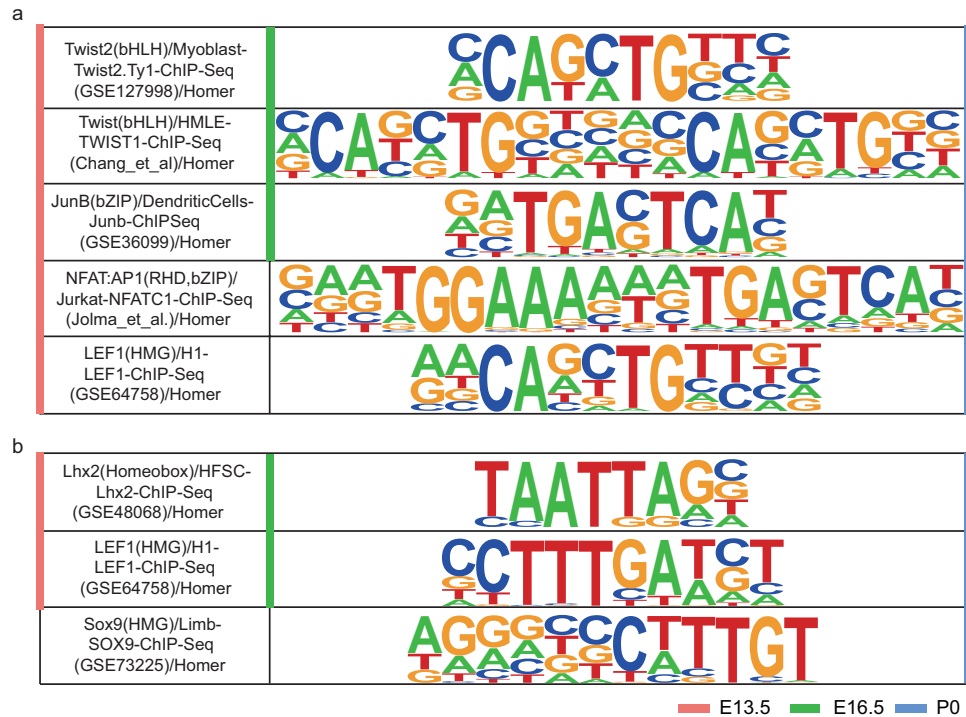 a
Twist2(bHLH)/Myoblast-
Twist2.Ty1-ChIP-Seq
(GSE127998)/Homer
Twist(bHLH)/HMLE-
TWIST1-ChIP-Seq
(Chang_et_al)/Homer
JunB(bZIP)/DendriticCells-
Junb-ChIPSeq
(GSE36099)/Homer
NFAT:AP1(RHD,bZIP)/
Jurkat-NFATC1-ChIP-Seq
(Jolma_et_al.)/Homer
LEF1(HMG)/H1-
LEF1-ChIP-Seq
(GSE64758)/Homer
b
Lhx2(Homeobox)/HFSC-
Lhx2-ChIP-Seq
(GSE48068)/Homer
LEF1(HMG)/H1-
LEF1-ChIP-Seq
(GSE64758)/Homer
Sox9(HMG)/Limb-
SOX9-ChIP-Seq
(GSE73225)/Homer
E13.5 E16.5 P0